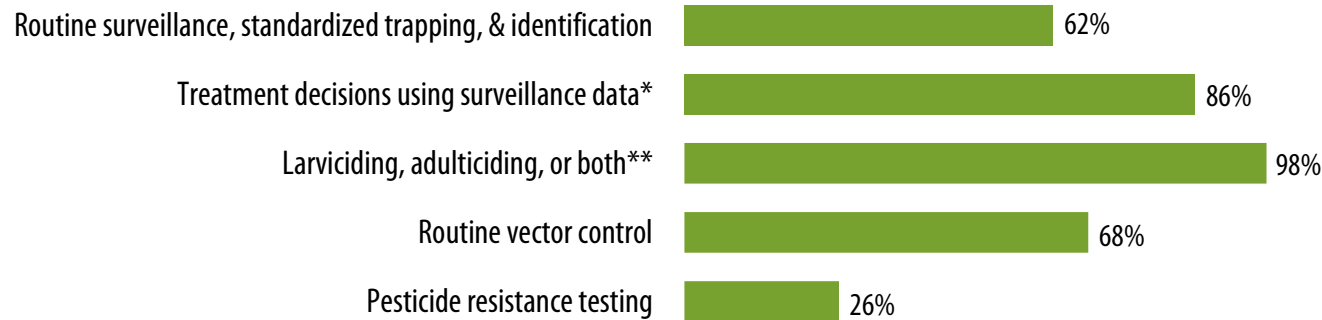 Routine surveillance, standardized trapping, & identification 62%
Treatment decisions using surveillance data* 86%
Larviciding, adulticiding, or both** 98%
Routine vector control 68%
Pesticide resistance testing 26%